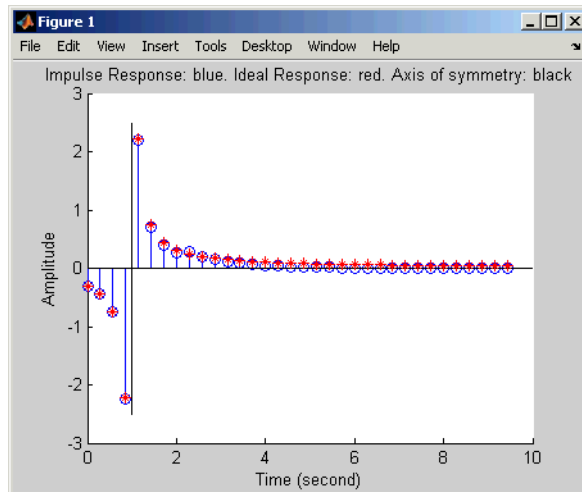 Figure 1
File Edit View Insert Tools Desktop Window Help
Impulse Response: blue. Ideal Response: red. Axis of symmetry: black
3
2
1
0
-1
-2
-3
Amplitude
0 2 4 6 8 10
Time (second)